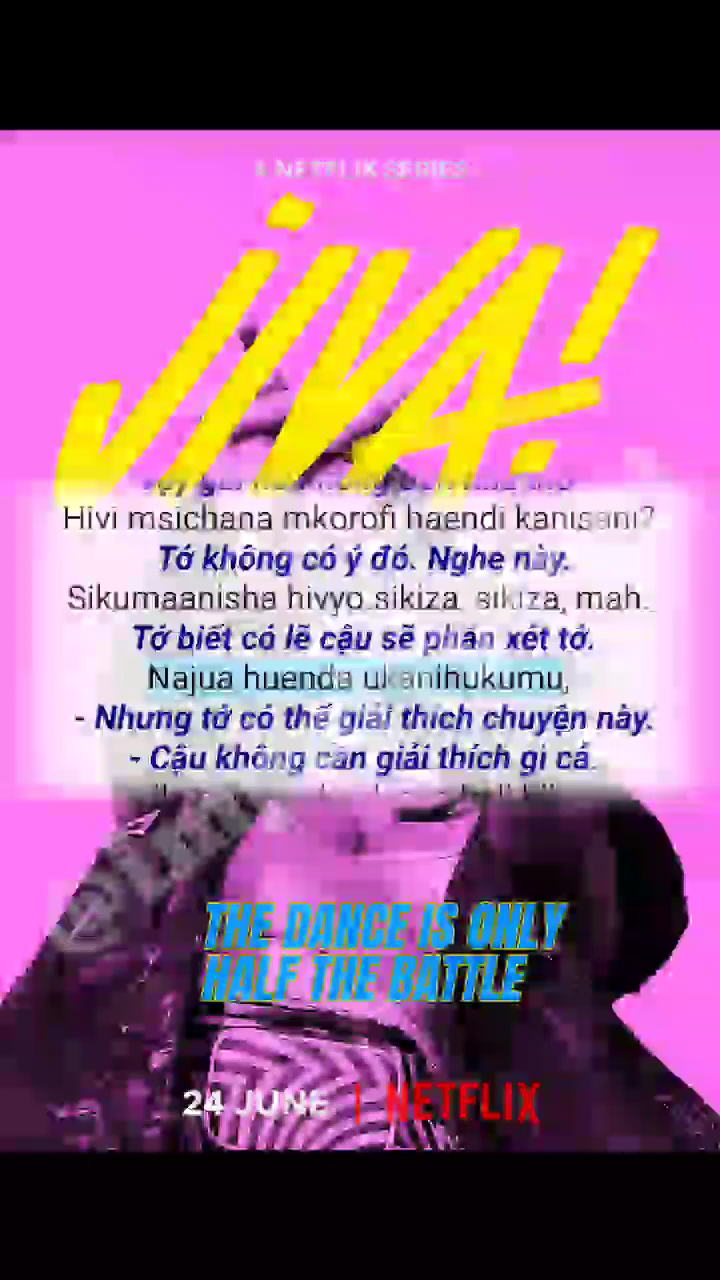 A NETFLIX SERIES
JIVA!
Hivi msichana mkorofi haendi kanisani?
Tớ không có ý đó. Nghe này.
Sikumaanisha hivyo sikiza, sikiza, mah.
Tớ biết có lẽ cậu sẽ phán xét tớ.
Najua huenda ukanihukumu,
- Nhưng tớ có thể giải thích chuyện này.
- Cậu không cần giải thích gì cả.
THE DANCE IS ONLY
HALF THE BATTLE
24 JUNE | NETFLIX